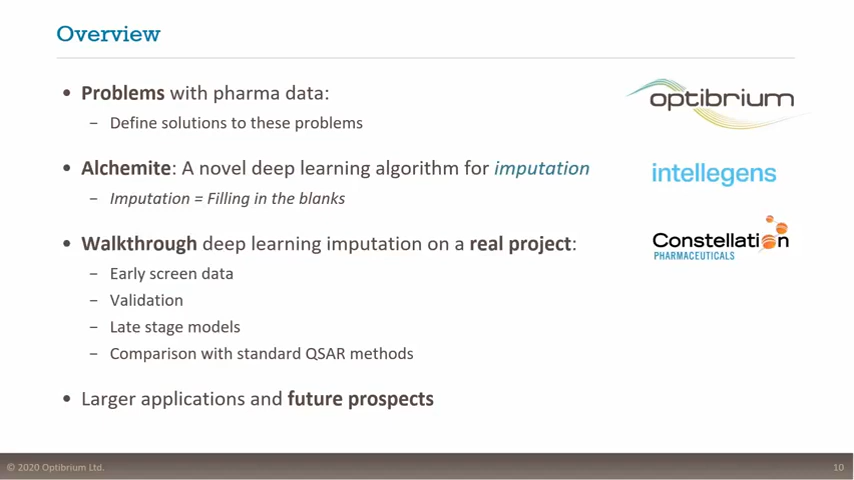 Overview
• Problems with pharma data:
– Define solutions to these problems
optibrium
• Alchemite: A novel deep learning algorithm for imputation
intellegens
– Imputation = Filling in the blanks
• Walkthrough deep learning imputation on a real project:
Constellation
PHARMACEUTICALS
– Early screen data
– Validation
– Late stage models
– Comparison with standard QSAR methods
• Larger applications and future prospects
© 2020 Optibrium Ltd.
10